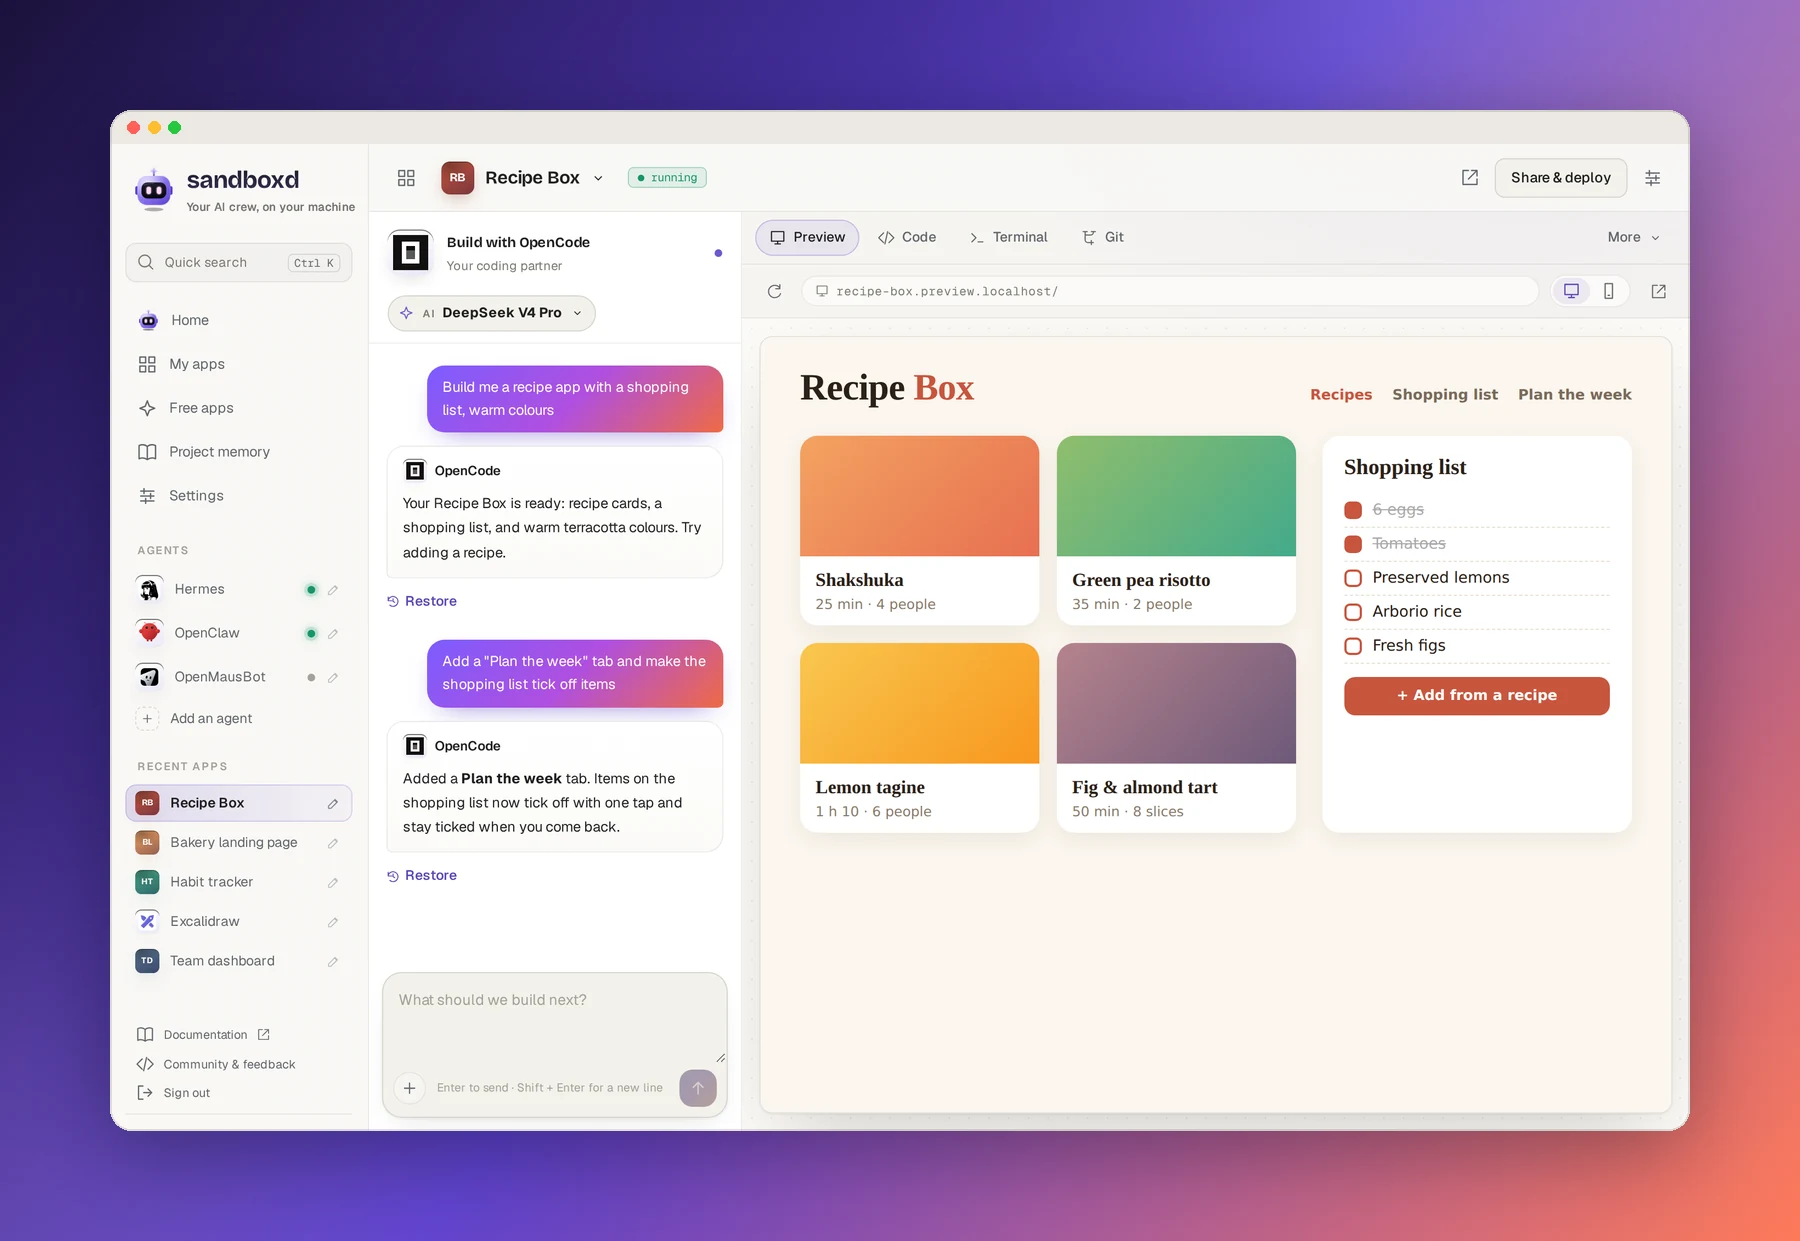 sandboxd
Your AI crew, on your machine
Quick search
Ctrl K
Home
My apps
Free apps
Project memory
Settings
AGENTS
Hermes
OpenClaw
OpenMausBot
Add an agent
RECENT APPS
RB Recipe Box
BL Bakery landing page
HT Habit tracker
Excalidraw
TD Team dashboard
Documentation
Community & feedback
Sign out
RB Recipe Box
running
Share & deploy
Build with OpenCode
Your coding partner
AI DeepSeek V4 Pro
Build me a recipe app with a shopping
list, warm colours
OpenCode
Your Recipe Box is ready: recipe cards, a
shopping list, and warm terracotta colours. Try
adding a recipe.
Restore
Add a "Plan the week" tab and make the
shopping list tick off items
OpenCode
Added a Plan the week tab. Items on the
shopping list now tick off with one tap and
stay ticked when you come back.
Restore
What should we build next?
Enter to send · Shift + Enter for a new line
Preview
Code
Terminal
Git
More
recipe-box.preview.localhost/
Recipe Box
Recipes
Shopping list
Plan the week
Shakshuka
25 min · 4 people
Green pea risotto
35 min · 2 people
Lemon tagine
1 h 10 · 6 people
Fig & almond tart
50 min · 8 slices
Shopping list
6 eggs
Tomatoes
Preserved lemons
Arborio rice
Fresh figs
+ Add from a recipe